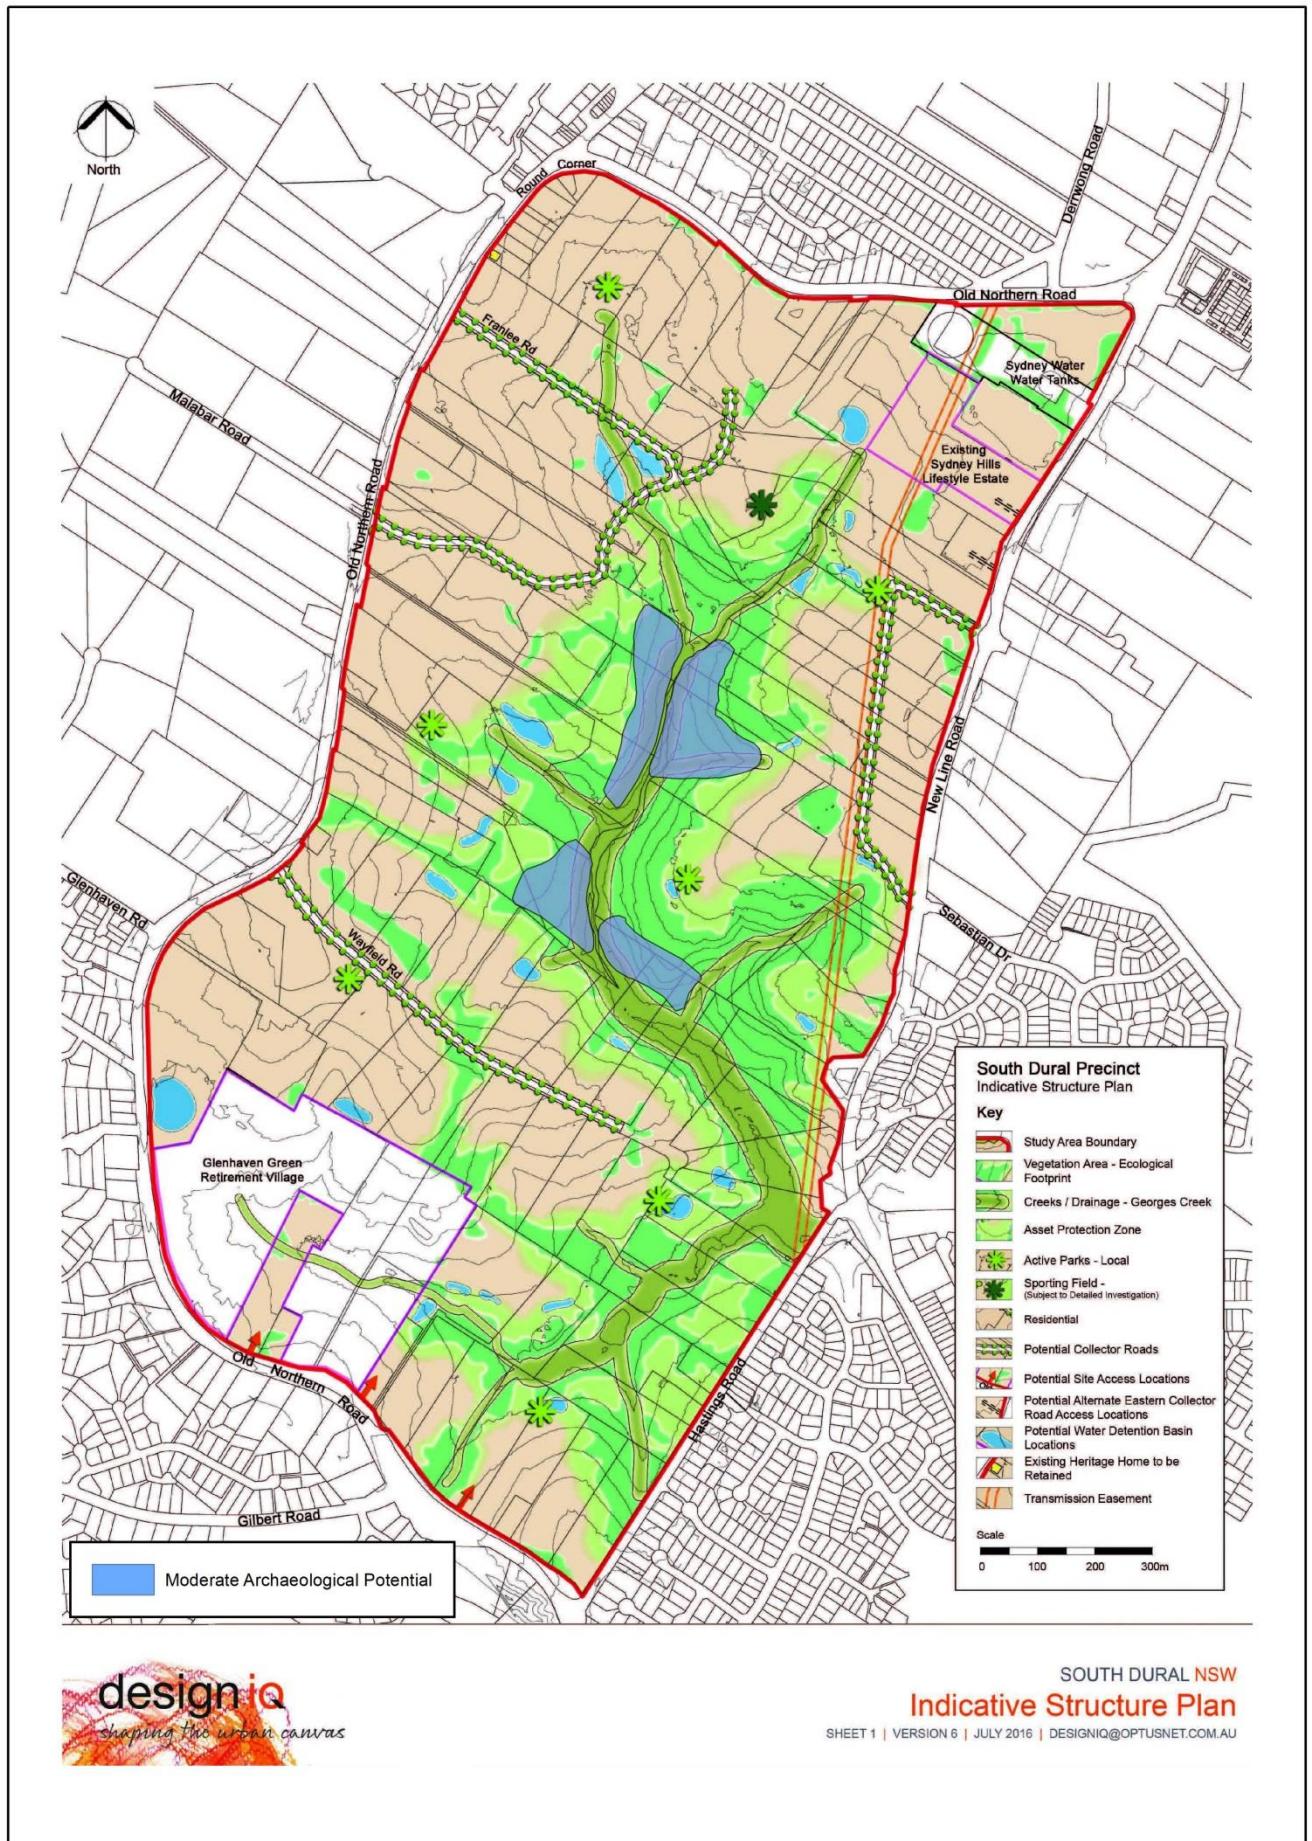 North
Round Corner
Derrwong Road
Old Northern Road
Franlee Rd
Sydney Water
Water Tanks
Malabar Road
Existing
Sydney Hills
Lifestyle Estate
Old Northern Road
New Line Road
Glenhaven Rd
Wayfield Rd
Sebastian Dr
Glenhaven Green
Retirement Village
Old Northern Road
Hastings Road
Gilbert Road
South Dural Precinct
Indicative Structure Plan
Key
Study Area Boundary
Vegetation Area - Ecological
Footprint
Creeks / Drainage - Georges Creek
Asset Protection Zone
Active Parks - Local
Sporting Field -
(Subject to Detailed Investigation)
Residential
Potential Collector Roads
Potential Site Access Locations
Potential Alternate Eastern Collector
Road Access Locations
Potential Water Detention Basin
Locations
Existing Heritage Home to be
Retained
Transmission Easement
Scale
0 100 200 300m
Moderate Archaeological Potential
design iQ
shaping the urban canvas
SOUTH DURAL NSW
Indicative Structure Plan
SHEET 1 | VERSION 6 | JULY 2016 | DESIGNIQ@OPTUSNET.COM.AU